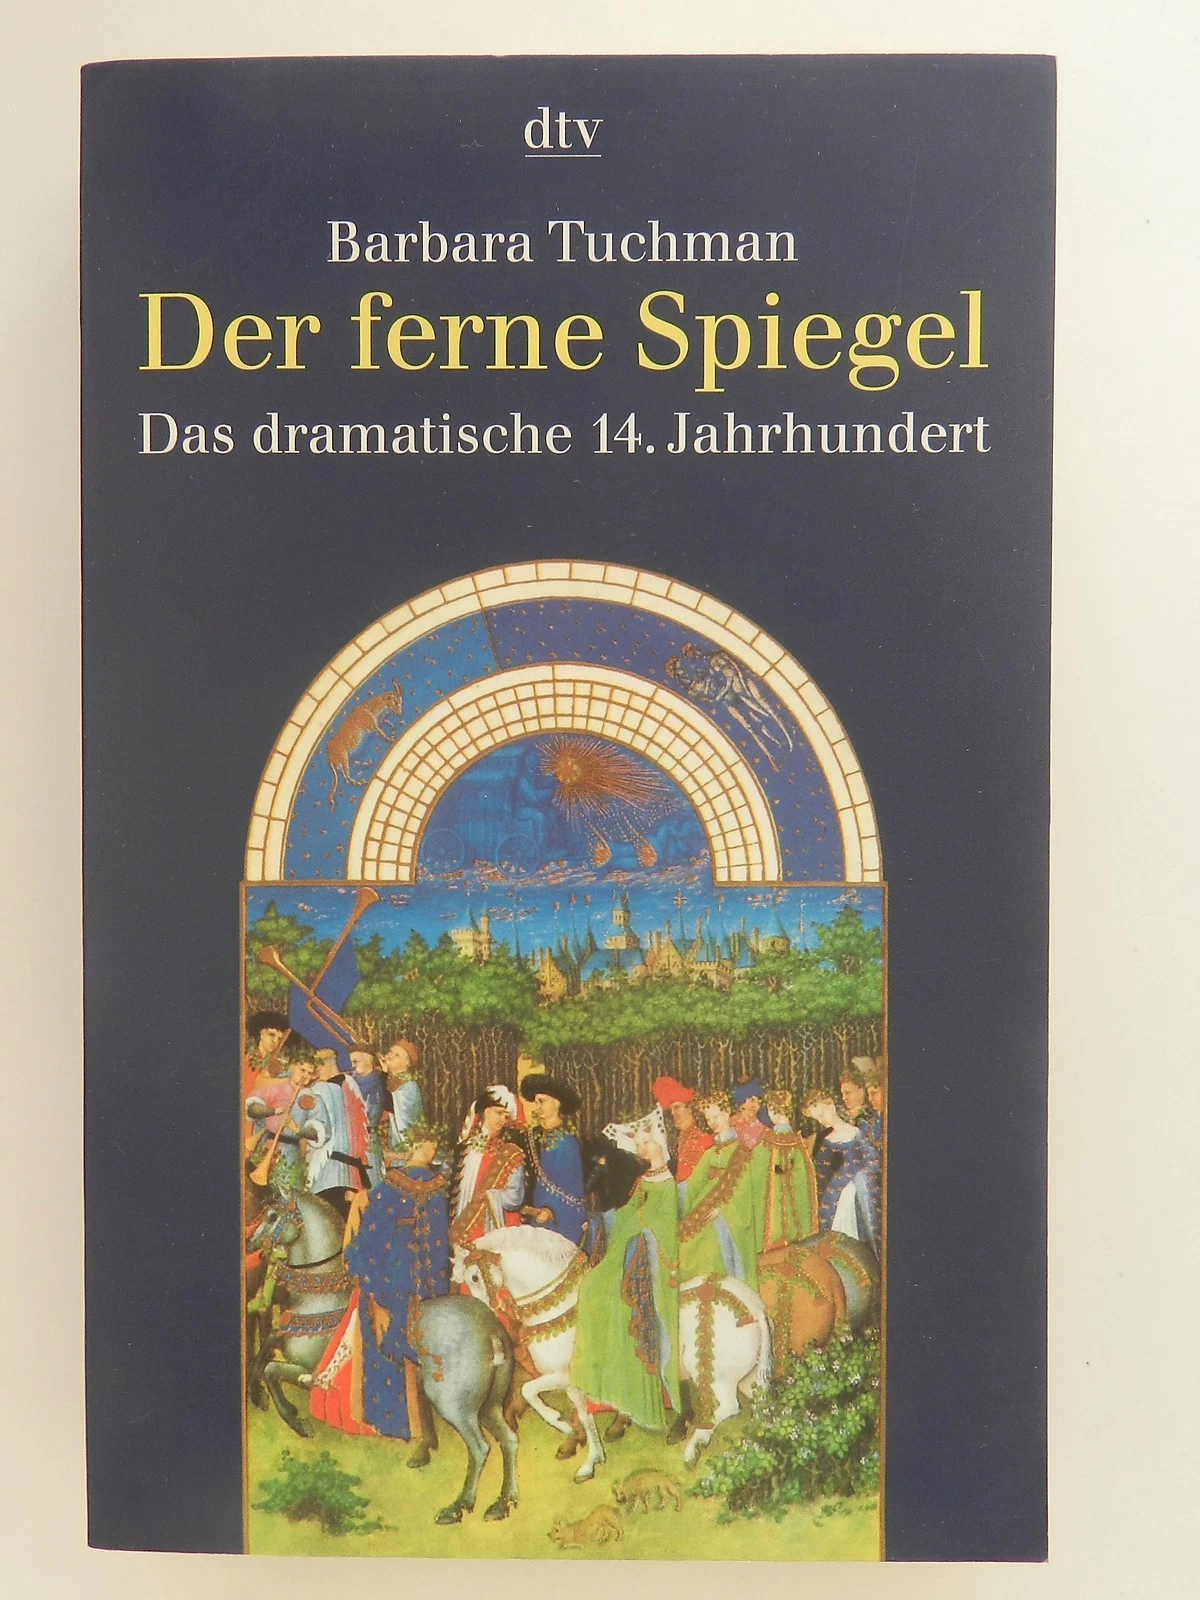 dtv
Barbara Tuchman
Der ferne Spiegel
Das dramatische 14. Jahrhundert